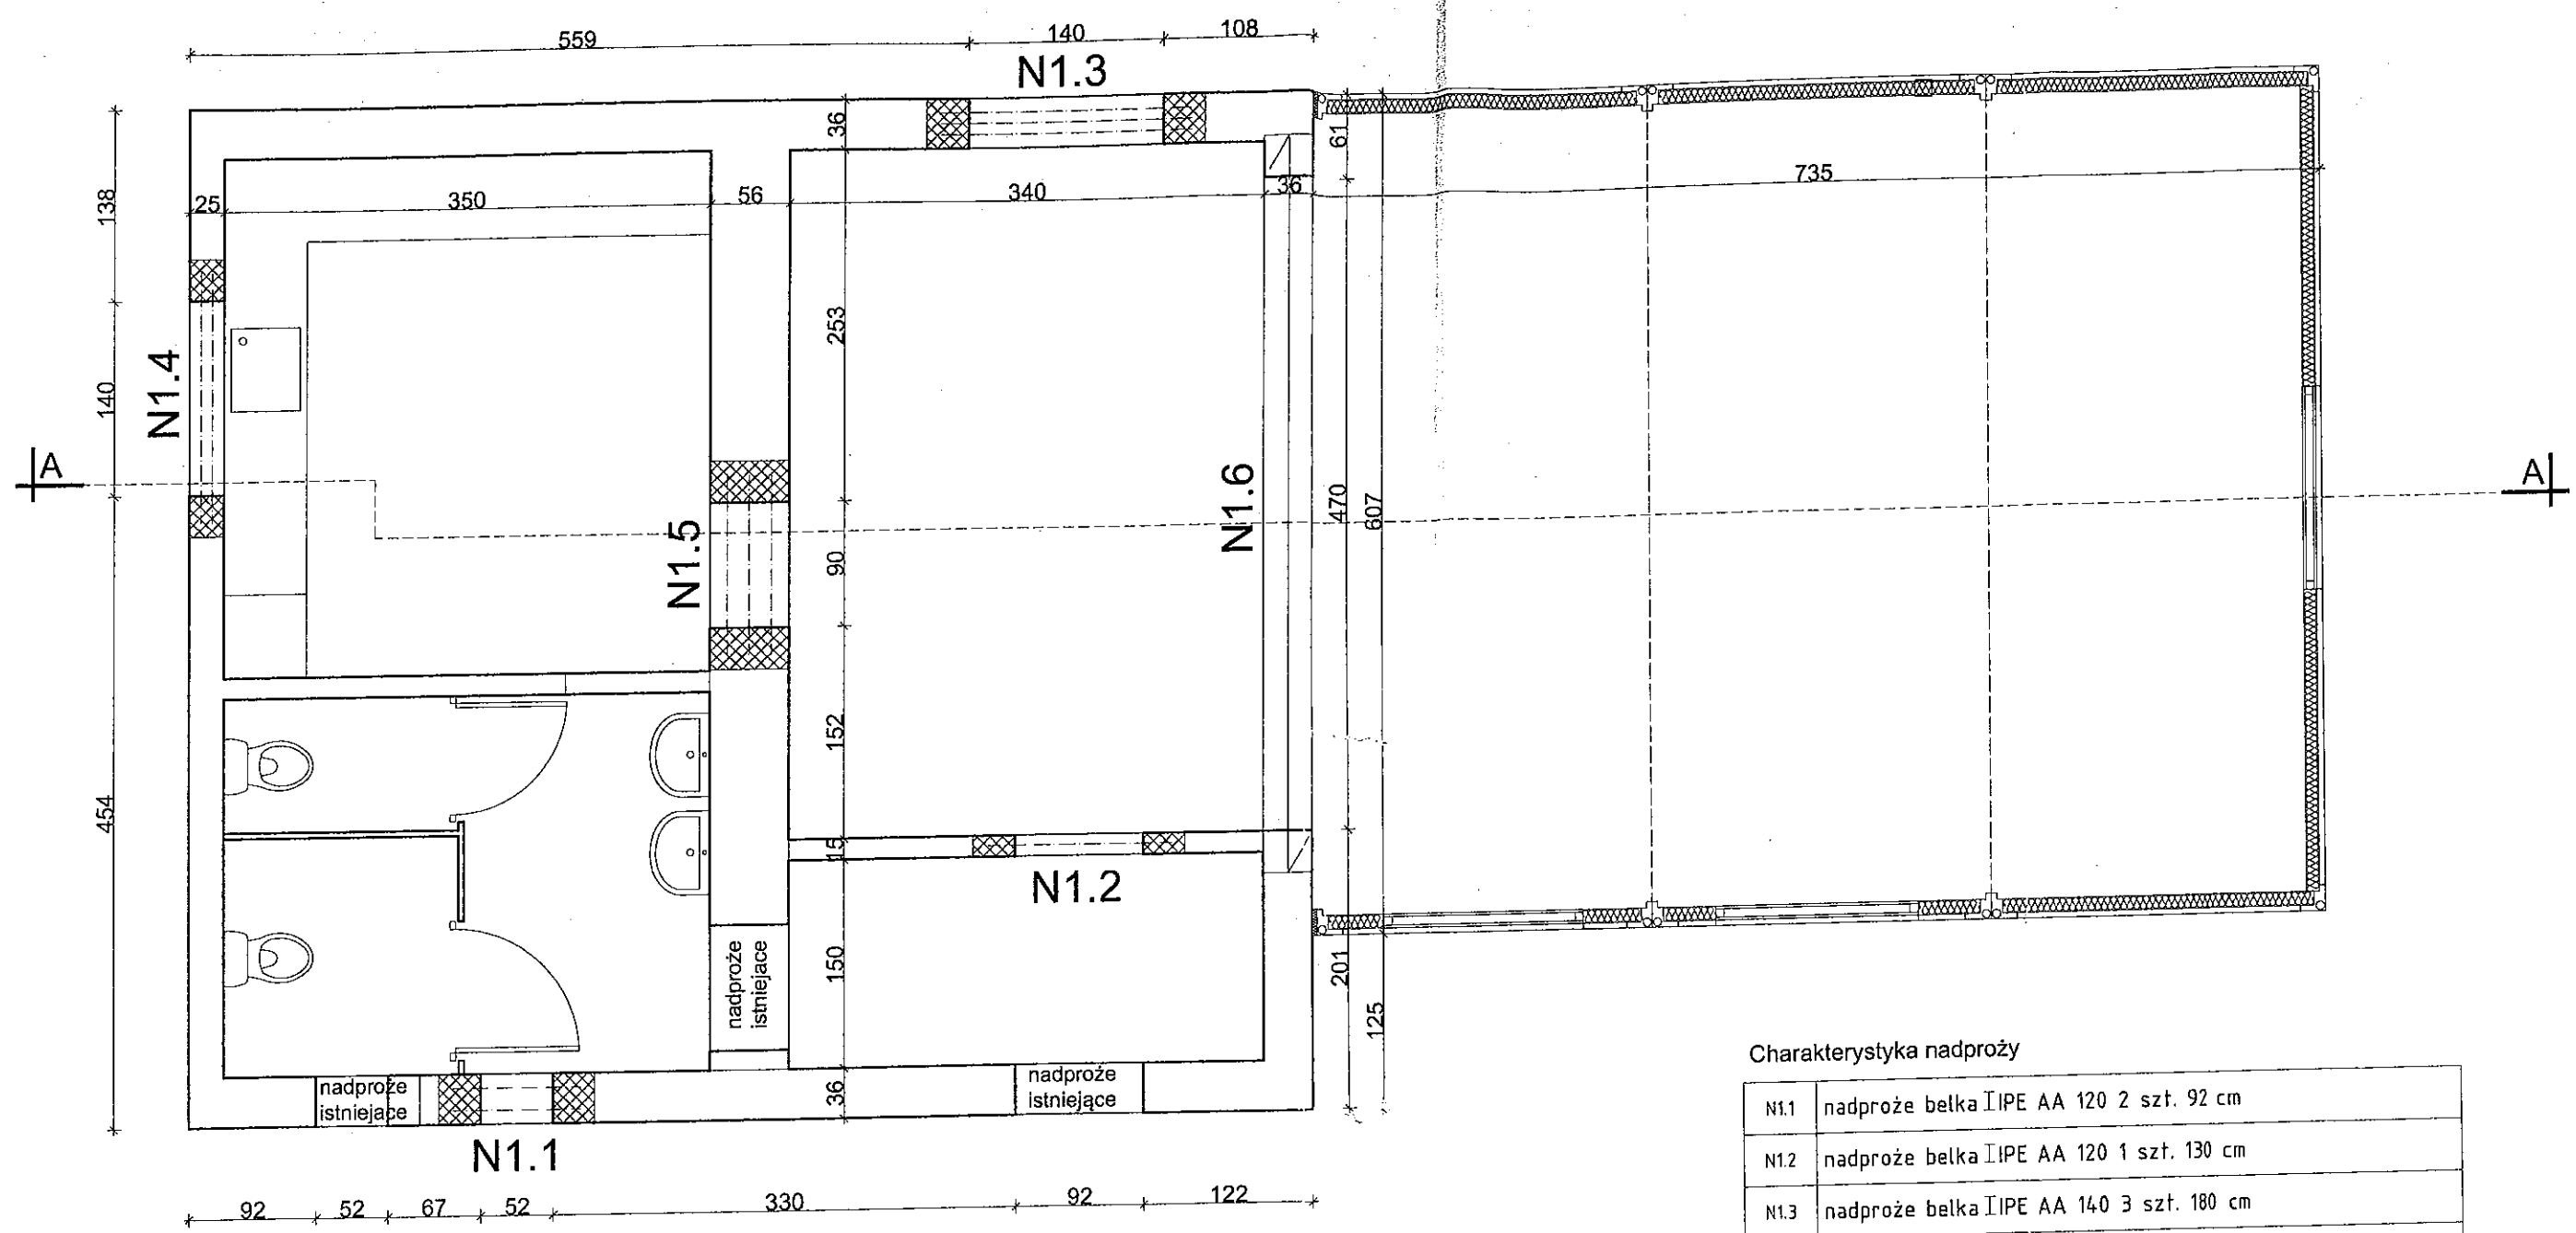 559
140
108
N1.3
36
61
138
25
350
56
340
36
735
253
N1.4
140
A
A
N1.5
N1.6
470
607
90
152
454
15
N1.2
nadproże
istniejace
150
201
125
nadproże
istniejące
36
nadproże
istniejące
N1.1
92
52
67
52
330
92
122
Charakterystyka nadproży
N1.1 nadproże belka I IPE AA 120 2 szt. 92 cm
N1.2 nadproże belka I IPE AA 120 1 szt. 130 cm
N1.3 nadproże belka I IPE AA 140 3 szt. 180 cm